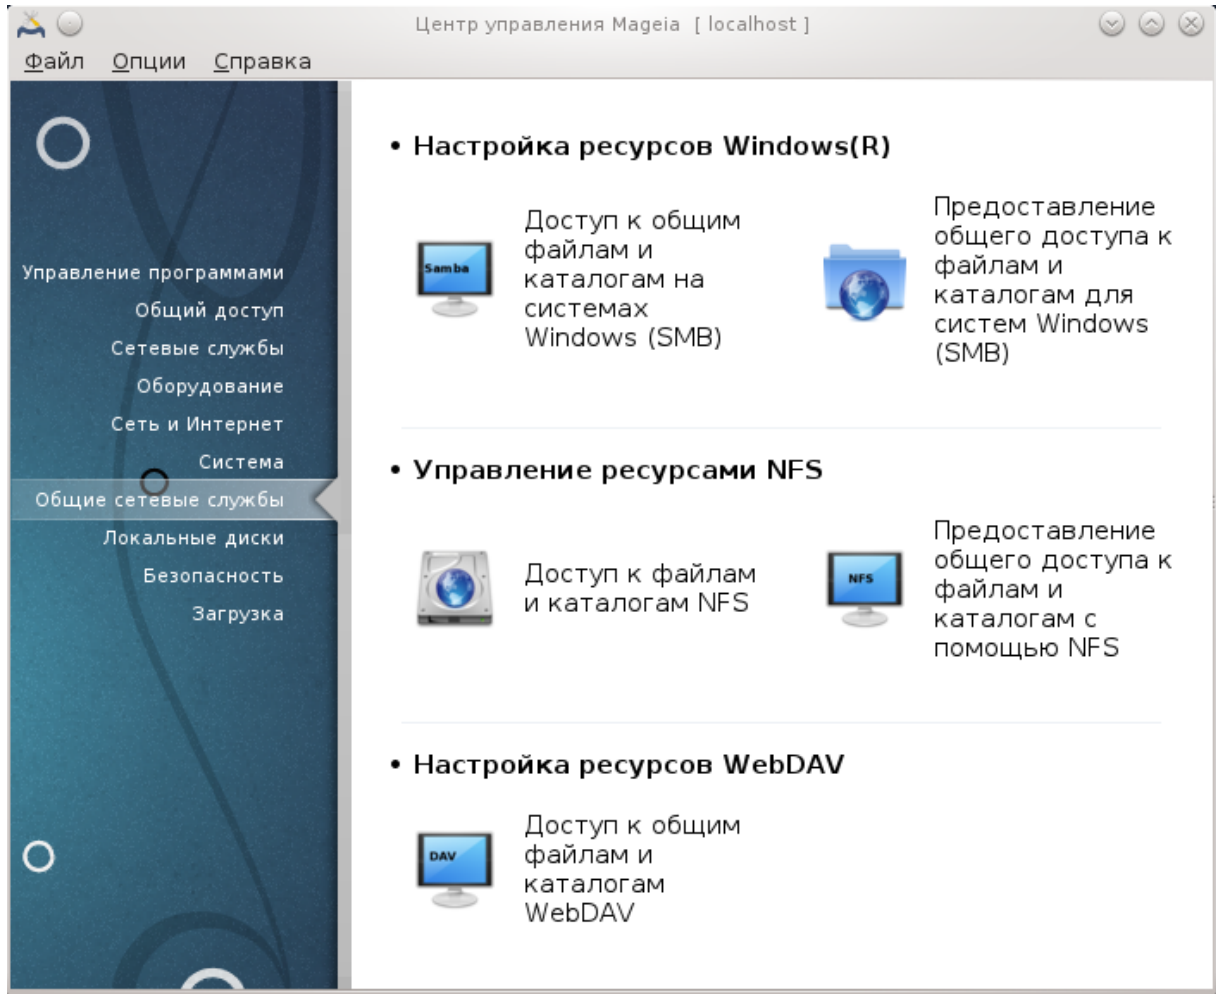 Центр управления Mageia [ localhost ]
Файл Опции Справка
Управление программами
Общий доступ
Сетевые службы
Оборудование
Сеть и Интернет
Система
Общие сетевые службы
Локальные диски
Безопасность
Загрузка
• Настройка ресурсов Windows(R)
Samba
Доступ к общим
файлам и
каталогам на
системах
Windows (SMB)
Предоставление
общего доступа к
файлам и
каталогам для
систем Windows
(SMB)
• Управление ресурсами NFS
Доступ к файлам
и каталогам NFS
NFS
Предоставление
общего доступа к
файлам и
каталогам с
помощью NFS
• Настройка ресурсов WebDAV
DAV
Доступ к общим
файлам и
каталогам
WebDAV